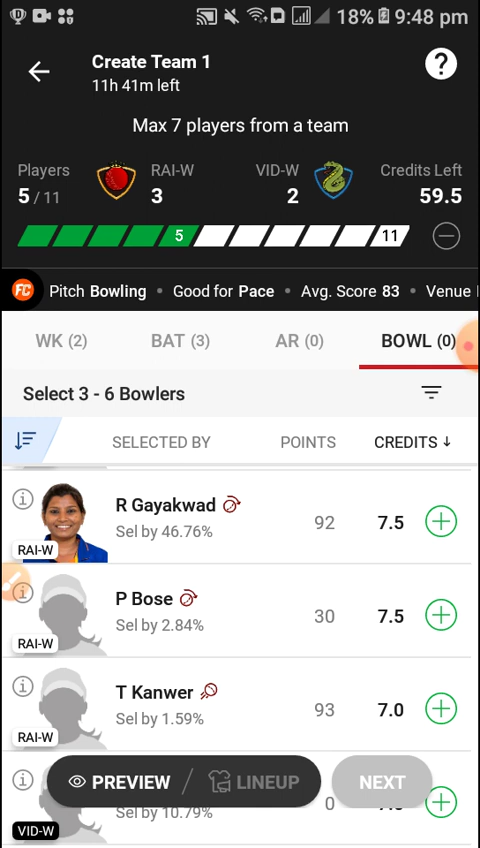 18% 9:48 pm
Create Team 1
11h 41m left
?
Max 7 players from a team
Players RAI-W VID-W Credits Left
5 / 11 3 2 59.5
5 11
FC Pitch Bowling • Good for Pace • Avg. Score 83 • Venue
WK (2) BAT (3) AR (0) BOWL (0)
Select 3 - 6 Bowlers
SELECTED BY POINTS CREDITS ↓
R Gayakwad
Sel by 46.76%
92 7.5
RAI-W
P Bose
Sel by 2.84%
30 7.5
RAI-W
T Kanwer
Sel by 1.59%
93 7.0
RAI-W
PREVIEW / LINEUP NEXT
Sel by 10.79%
0
VID-W